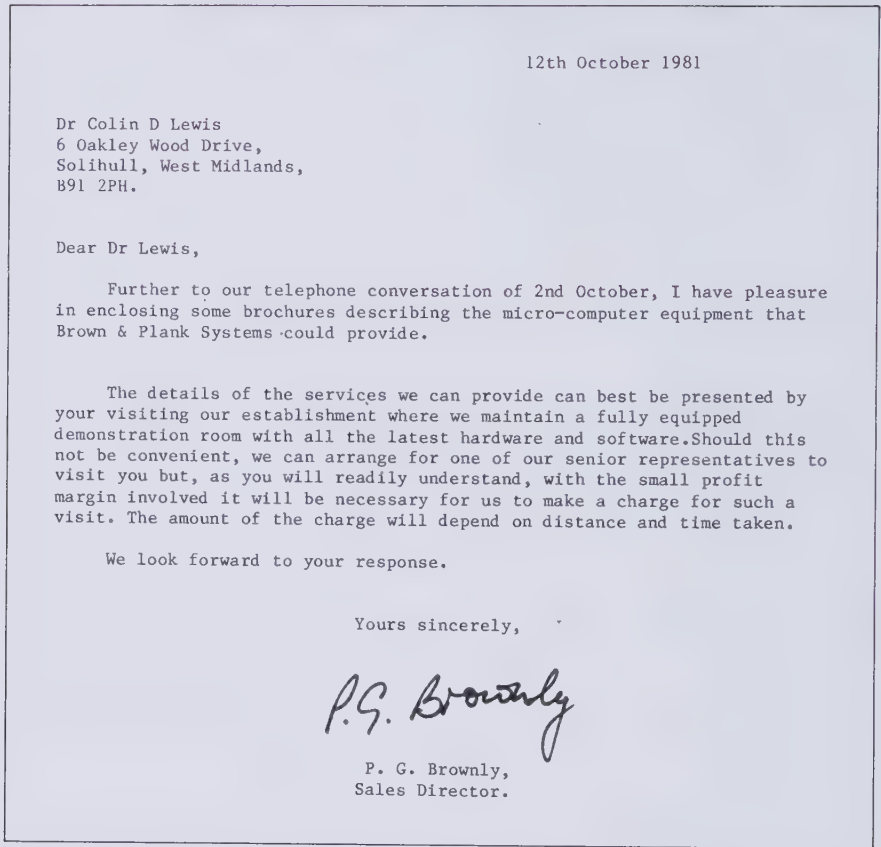 12th October 1981
Dr Colin D Lewis
6 Oakley Wood Drive,
Solihull, West Midlands,
B91 2PH.
Dear Dr Lewis,
Further to our telephone conversation of 2nd October, I have pleasure
in enclosing some brochures describing the micro-computer equipment that
Brown & Plank Systems could provide.
The details of the services we can provide can best be presented by
your visiting our establishment where we maintain a fully equipped
demonstration room with all the latest hardware and software.Should this
not be convenient, we can arrange for one of our senior representatives to
visit you but, as you will readily understand, with the small profit
margin involved it will be necessary for us to make a charge for such a
visit. The amount of the charge will depend on distance and time taken.
We look forward to your response.
Yours sincerely,
P.G. Brownly
P. G. Brownly,
Sales Director.